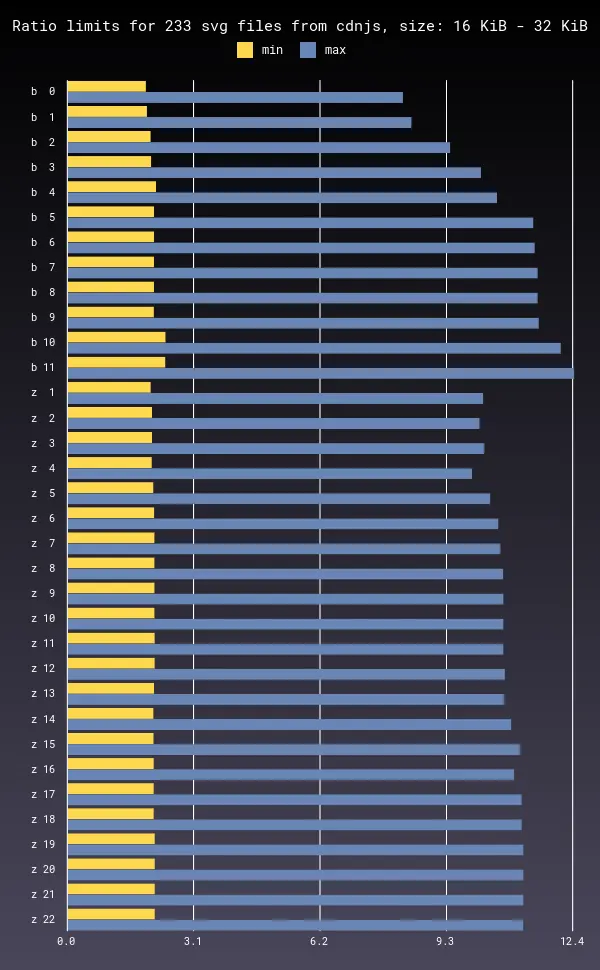 Ratio limits for 233 svg files from cdnjs, size: 16 KiB - 32 KiB
min max
b 0
b 1
b 2
b 3
b 4
b 5
b 6
b 7
b 8
b 9
b 10
b 11
z 1
z 2
z 3
z 4
z 5
z 6
z 7
z 8
z 9
z 10
z 11
z 12
z 13
z 14
z 15
z 16
z 17
z 18
z 19
z 20
z 21
z 22
0.0 3.1 6.2 9.3 12.4